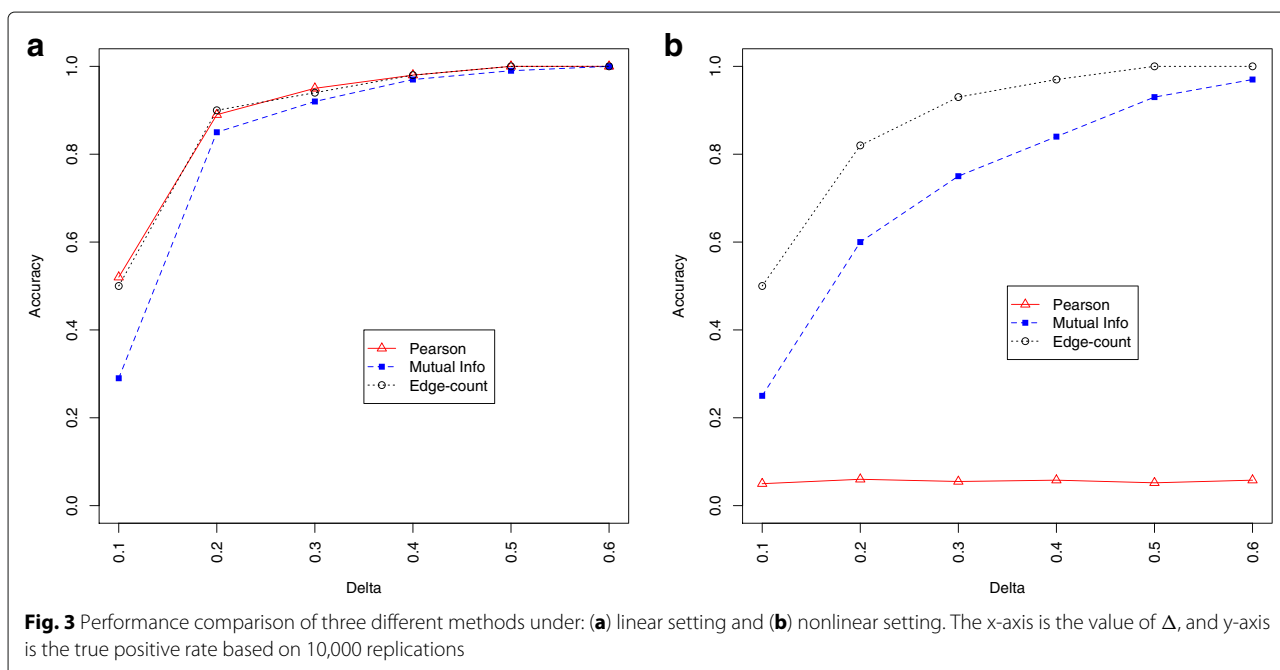 a
Accuracy
1.0
0.8
0.6
0.4
0.2
0.0
Pearson
Mutual Info
Edge-count
0.1
0.2
0.3
0.4
0.5
0.6
Delta
b
Accuracy
1.0
0.8
0.6
0.4
0.2
0.0
Pearson
Mutual Info
Edge-count
0.1
0.2
0.3
0.4
0.5
0.6
Delta
Fig. 3 Performance comparison of three different methods under: (a) linear setting and (b) nonlinear setting. The x-axis is the value of Δ, and y-axis
is the true positive rate based on 10,000 replications